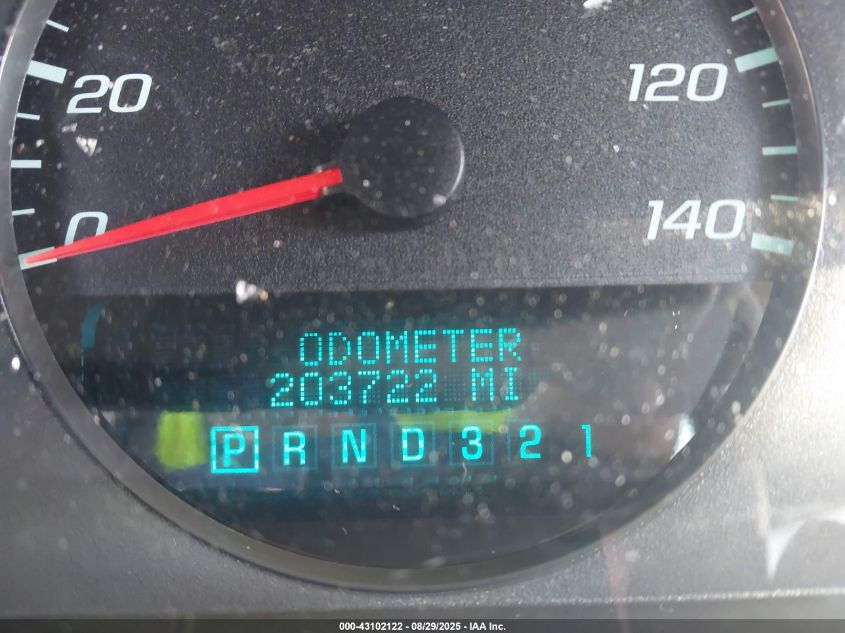 20
120
0
140
ODOMETER
203722 MI
P R N D 3 2 1
000-43102122 - 08/29/2025 - IAA Inc.